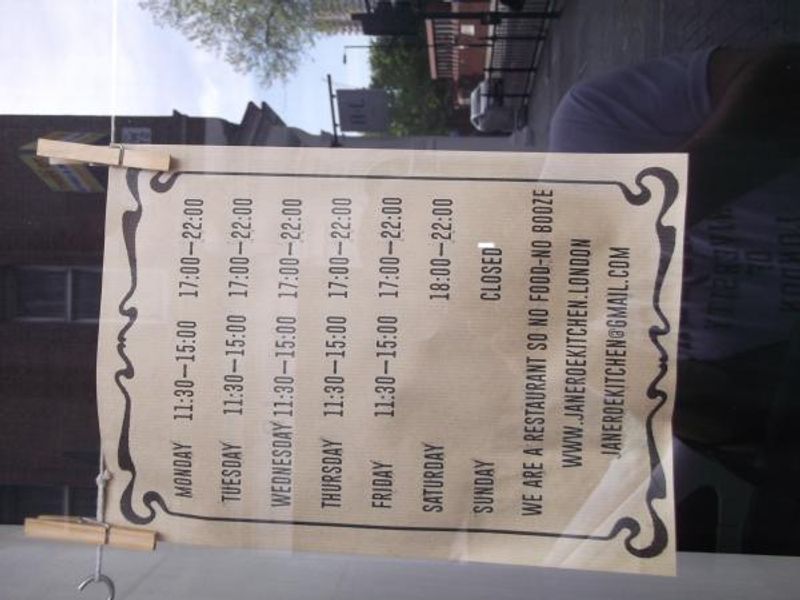 MONDAY 11:30–15:00 17:00–22:00
TUESDAY 11:30–15:00 17:00–22:00
WEDNESDAY 11:30–15:00 17:00–22:00
THURSDAY 11:30–15:00 17:00–22:00
FRIDAY 11:30–15:00 17:00–22:00
SATURDAY 18:00–22:00
SUNDAY CLOSED
WE ARE A RESTAURANT SO NO FOOD-NO BOOZE
WWW.JANEROEKITCHEN.LONDON
JANEROEKITCHEN@GMAIL.COM